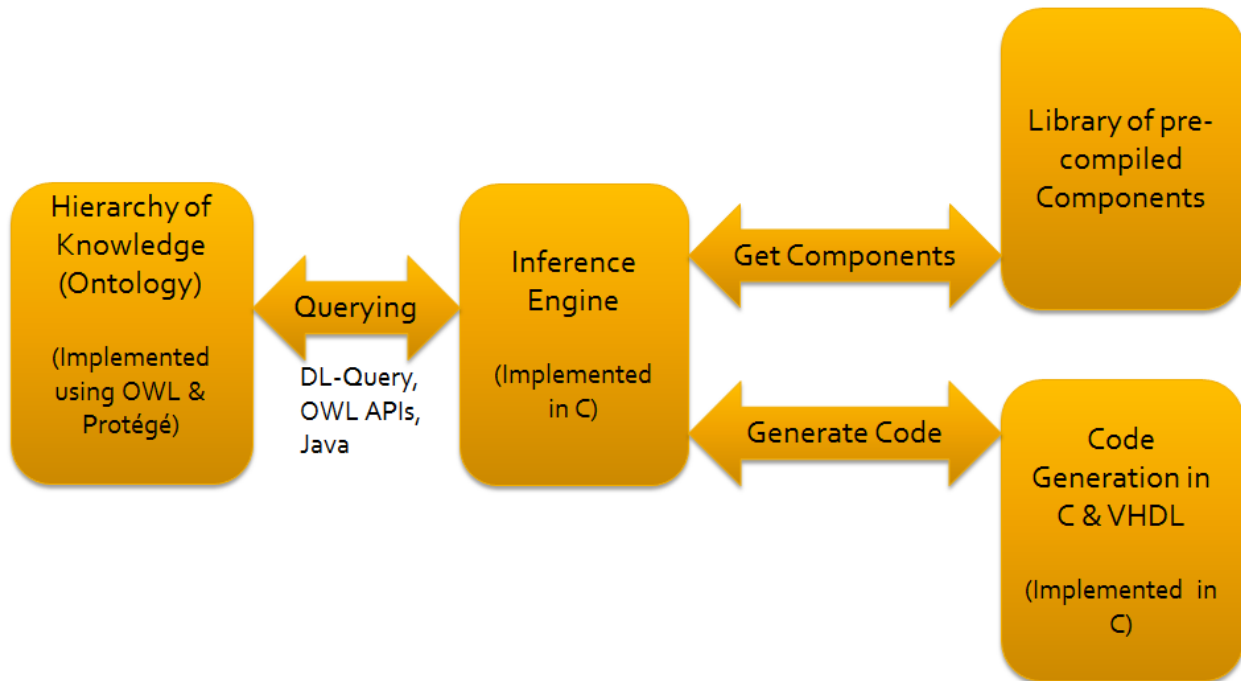 Hierarchy of
Knowledge
(Ontology)
(Implemented
using OWL &
Protégé)
Querying
DL-Query,
OWL APIs,
Java
Inference
Engine
(Implemented
in C)
Get Components
Generate Code
Library of pre-
compiled
Components
Code
Generation in
C & VHDL
(Implemented in
C)